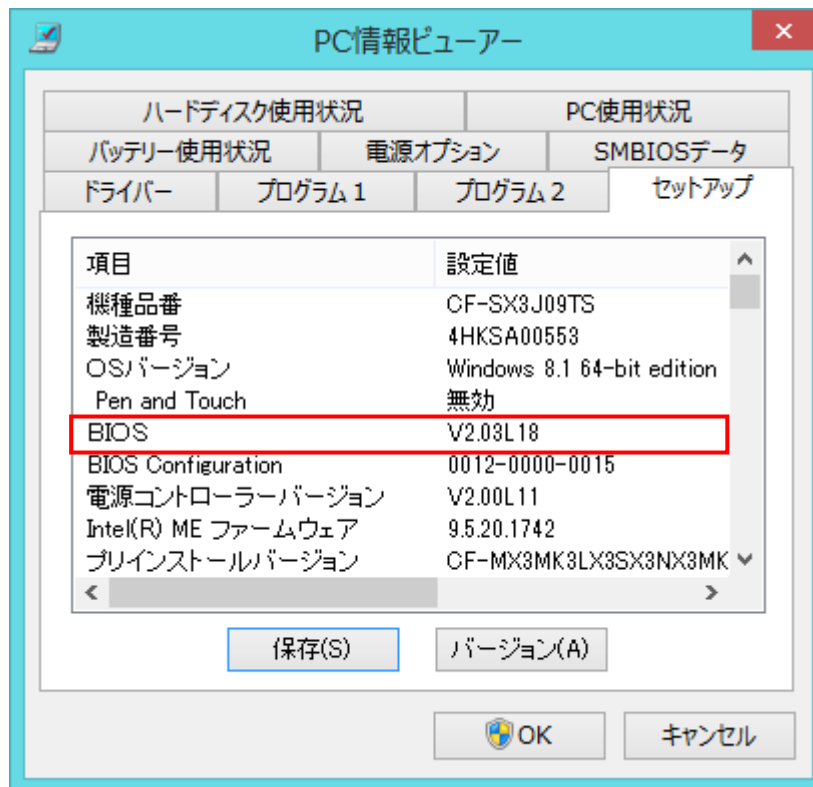 PC情報ビューアー
ハードディスク使用状況 PC使用状況
バッテリー使用状況 電源オプション SMBIOSデータ
ドライバー プログラム 1 プログラム 2 セットアップ
項目 設定値
機種品番 CF-SX3J09TS
製造番号 4HKSA00553
OSバージョン Windows 8.1 64-bit edition
Pen and Touch 無効
BIOS V2.03L18
BIOS Configuration 0012-0000-0015
電源コントローラーバージョン V2.00L11
Intel(R) ME ファームウェア 9.5.20.1742
プリインストールバージョン CF-MX3MK3LX3SX3NX3MK
保存(S) バージョン(A)
OK キャンセル